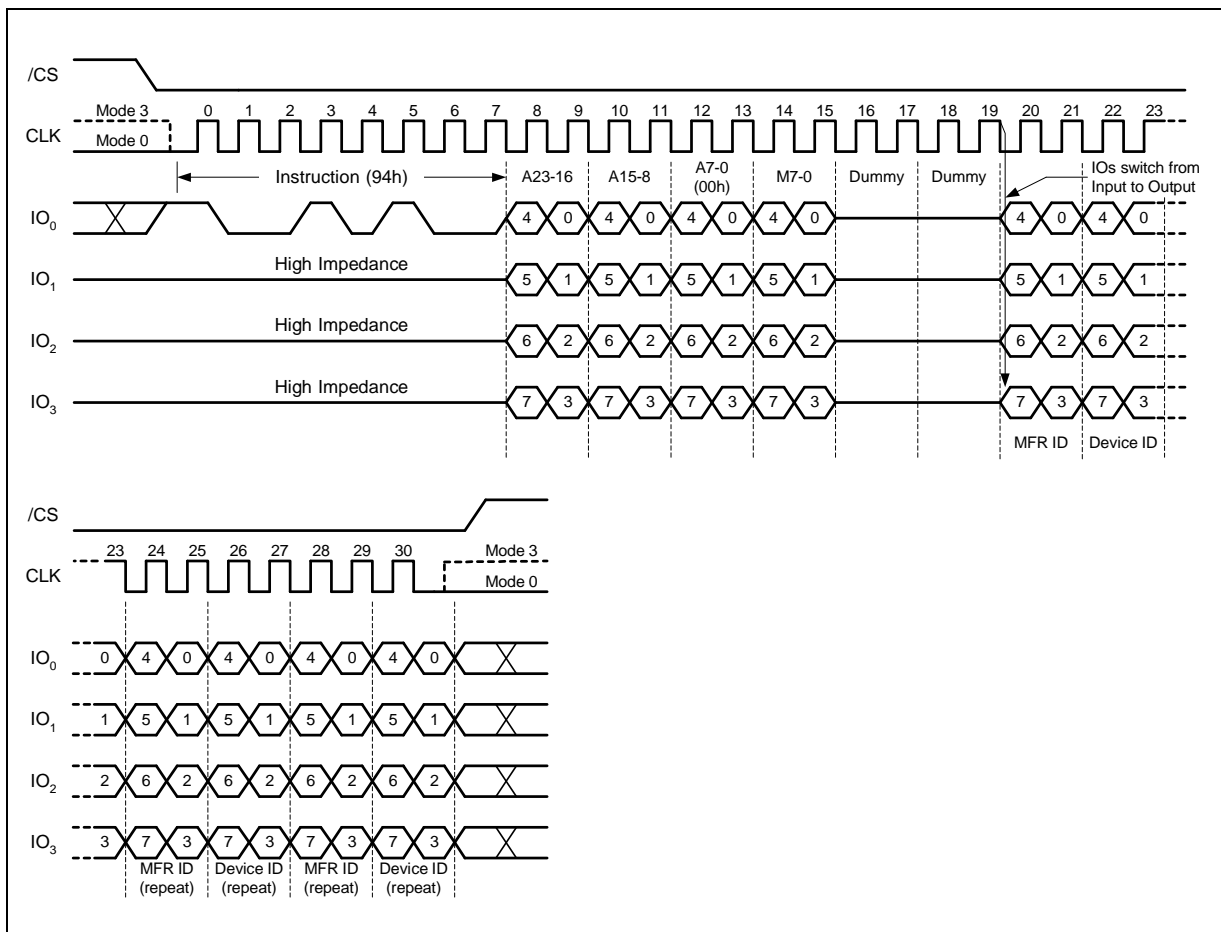 /CS
Mode 3 0 1 2 3 4 5 6 7 8 9 10 11 12 13 14 15 16 17 18 19 20 21 22 23
CLK Mode 0
Instruction (94h) A23-16 A15-8 A7-0 (00h) M7-0 Dummy Dummy IOs switch from
Input to Output
IO0 4 0 4 0 4 0 4 0 4 0 4 0
High Impedance
IO1 5 1 5 1 5 1 5 1 5 1 5 1
High Impedance
IO2 6 2 6 2 6 2 6 2 6 2 6 2
High Impedance
IO3 7 3 7 3 7 3 7 3 7 3 7 3
MFR ID Device ID
/CS
23 24 25 26 27 28 29 30 Mode 3
CLK Mode 0
IO0 0 4 0 4 0 4 0 4 0
IO1 1 5 1 5 1 5 1 5 1
IO2 2 6 2 6 2 6 2 6 2
IO3 3 7 3 7 3 7 3 7 3
MFR ID Device ID MFR ID Device ID
(repeat) (repeat) (repeat) (repeat)